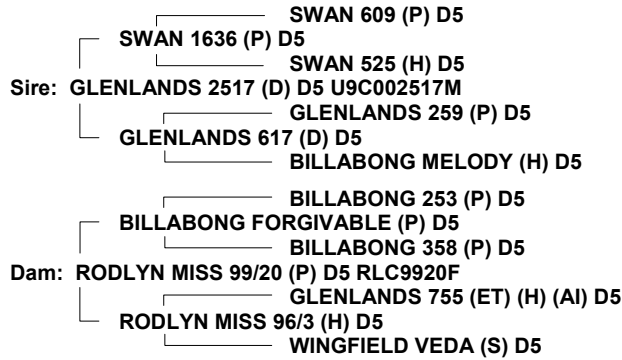 SWAN 609 (P) D5
SWAN 1636 (P) D5
SWAN 525 (H) D5
Sire: GLENLANDS 2517 (D) D5 U9C002517M
GLENLANDS 259 (P) D5
GLENLANDS 617 (D) D5
BILLABONG MELODY (H) D5
BILLABONG 253 (P) D5
BILLABONG FORGIVABLE (P) D5
BILLABONG 358 (P) D5
Dam: RODLYN MISS 99/20 (P) D5 RLC9920F
GLENLANDS 755 (ET) (H) (AI) D5
RODLYN MISS 96/3 (H) D5
WINGFIELD VEDA (S) D5